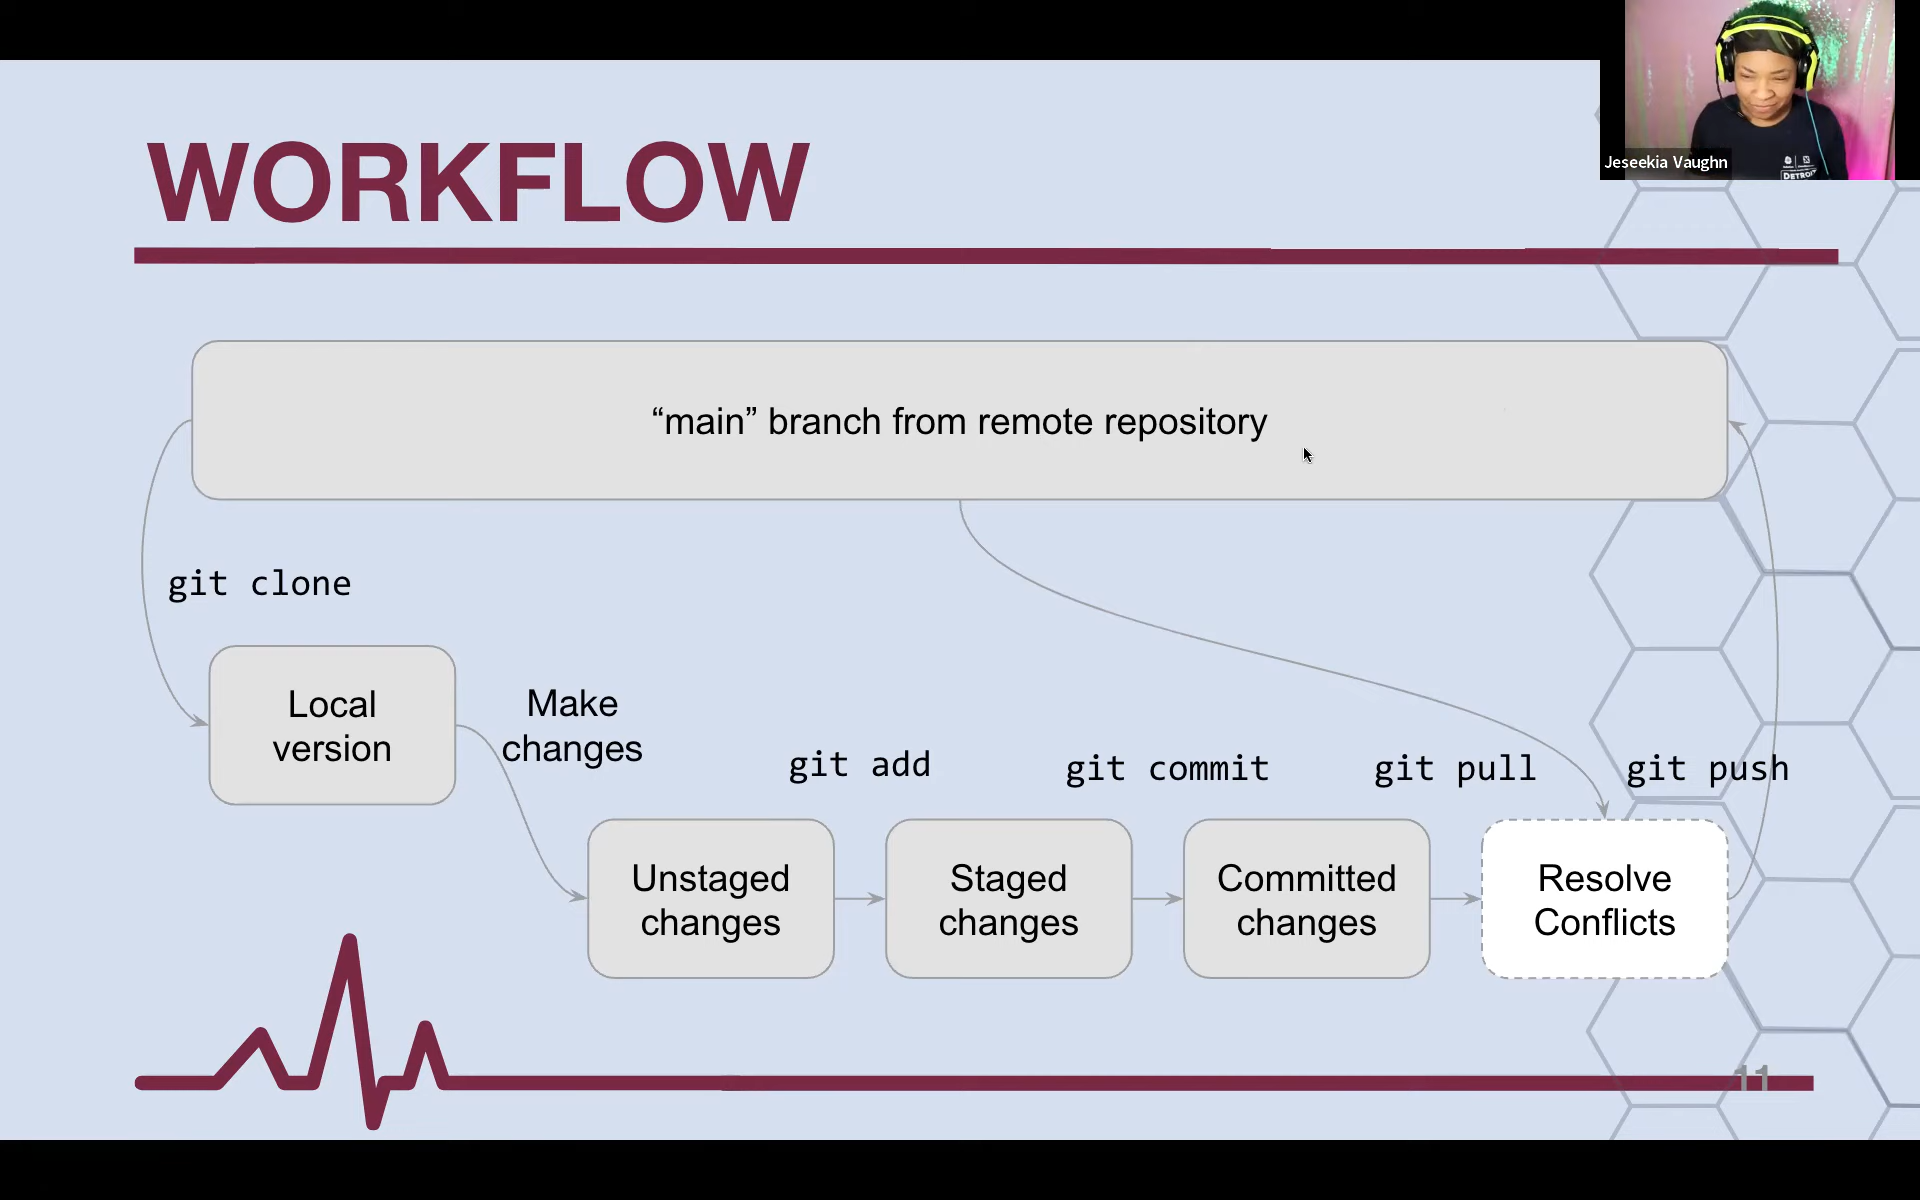 Jeseekia Vaughn
DETROIT
WORKFLOW
“main” branch from remote repository
git clone
Local
version
Make
changes
git add
git commit
git pull
git push
Unstaged
changes
Staged
changes
Committed
changes
Resolve
Conflicts
11